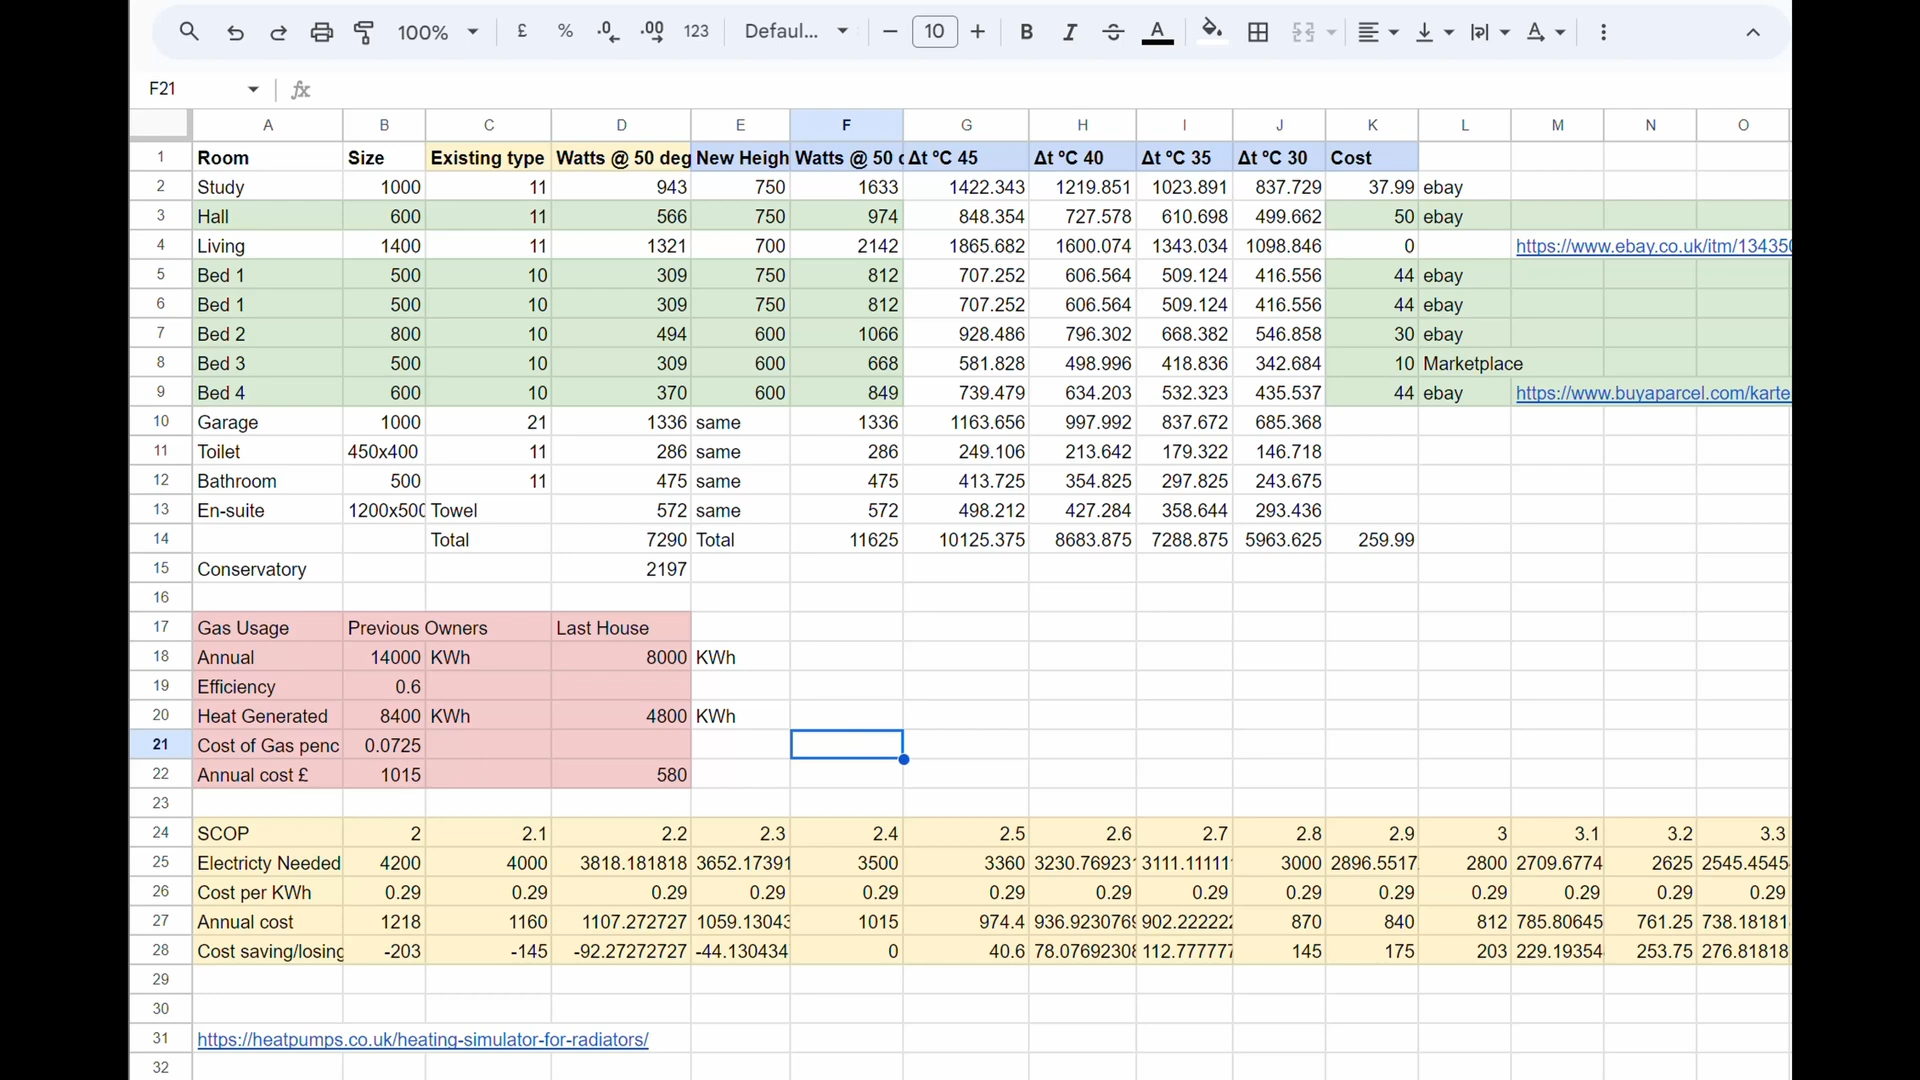 100% £ % .0 .00 123 Defaul... 10 B I A
F21 fx
A B C D E F G H I J K L M N O
1 Room Size Existing type Watts @ 50 deg New Heigh Watts @ 50 Δt ºC 45 Δt ºC 40 Δt ºC 35 Δt ºC 30 Cost
2 Study 1000 11 943 750 1633 1422.343 1219.851 1023.891 837.729 37.99 ebay
3 Hall 600 11 566 750 974 848.354 727.578 610.698 499.662 50 ebay
4 Living 1400 11 1321 700 2142 1865.682 1600.074 1343.034 1098.846 0 https://www.ebay.co.uk/itm/134350
5 Bed 1 500 10 309 750 812 707.252 606.564 509.124 416.556 44 ebay
6 Bed 1 500 10 309 750 812 707.252 606.564 509.124 416.556 44 ebay
7 Bed 2 800 10 494 600 1066 928.486 796.302 668.382 546.858 30 ebay
8 Bed 3 500 10 309 600 668 581.828 498.996 418.836 342.684 10 Marketplace
9 Bed 4 600 10 370 600 849 739.479 634.203 532.323 435.537 44 ebay https://www.buyaparcel.com/karte
10 Garage 1000 21 1336 same 1336 1163.656 997.992 837.672 685.368
11 Toilet 450x400 11 286 same 286 249.106 213.642 179.322 146.718
12 Bathroom 500 11 475 same 475 413.725 354.825 297.825 243.675
13 En-suite 1200x500 Towel 572 same 572 498.212 427.284 358.644 293.436
14 Total 7290 Total 11625 10125.375 8683.875 7288.875 5963.625 259.99
15 Conservatory 2197
16
17 Gas Usage Previous Owners Last House
18 Annual 14000 KWh 8000 KWh
19 Efficiency 0.6
20 Heat Generated 8400 KWh 4800 KWh
21 Cost of Gas penc 0.0725
22 Annual cost £ 1015 580
23
24 SCOP 2 2.1 2.2 2.3 2.4 2.5 2.6 2.7 2.8 2.9 3 3.1 3.2 3.3
25 Electricty Needed 4200 4000 3818.181818 3652.17391 3500 3360 3230.76923 3111.11111 3000 2896.5517 2800 2709.6774 2625 2545.4545
26 Cost per KWh 0.29 0.29 0.29 0.29 0.29 0.29 0.29 0.29 0.29 0.29 0.29 0.29 0.29 0.29
27 Annual cost 1218 1160 1107.272727 1059.13043 1015 974.4 936.923076 902.222222 870 840 812 785.80645 761.25 738.18181
28 Cost saving/losing -203 -145 -92.27272727 -44.130434 0 40.6 78.0769230 112.777777 145 175 203 229.19354 253.75 276.81818
29
30
31 https://heatpumps.co.uk/heating-simulator-for-radiators/
32